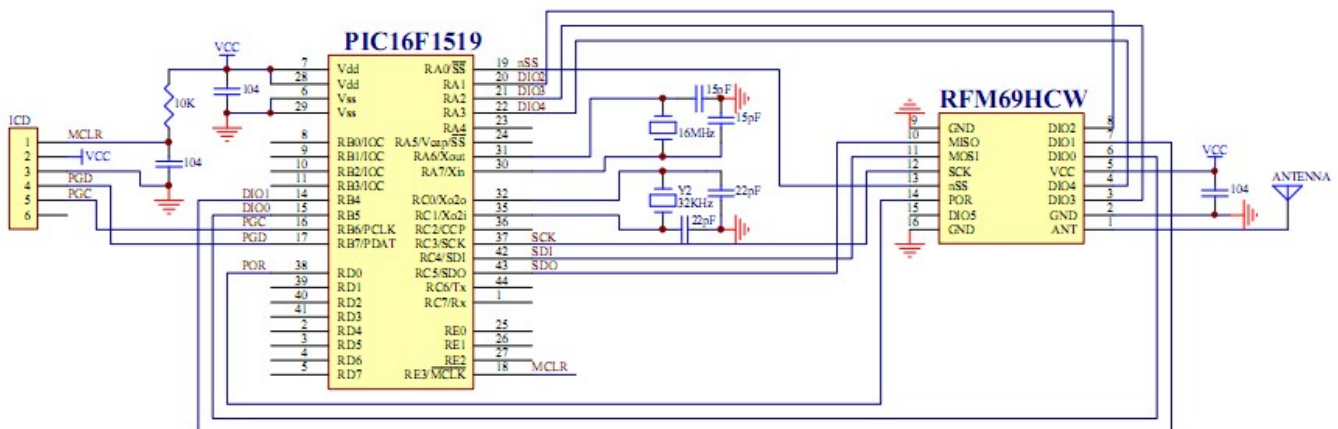 PIC16F1519
RFM69HCW
ICD
1
2
3
4
5
6
MCLR
VCC
PGD
PGC
10K
VCC
104
104
7 Vdd
28 Vdd
6 Vss
29 Vss
8 RB0/IOC
9 RB1/IOC
10 RB2/IOC
11 RB3/IOC
DIO1 14 RB4
DIO0 15 RB5
PGC 16 RB6/PCLK
PGD 17 RB7/PDAT
POR 38 RD0
39 RD1
40 RD2
41 RD3
2 RD4
3 RD5
4 RD6
5 RD7
RA0/SS 19 nSS
RA1 20 DIO2
RA2 21 DIO3
RA3 22 DIO4
RA4 23
RA5/Vcap/SS 24
RA6/Xout 31
RA7/Xin 30
RC0/Xo2o 32
RC1/Xo2i 35
RC2/CCP 36
RC3/SCK 37 SCK
RC4/SDI 42 SDI
RC5/SDO 43 SDO
RC6/Tx 44
RC7/Rx 1
RE0 25
RE1 26
RE2 27
RE3/MCLK 18 MCLR
15pF
15pF
16MHz
Y2
32KHz
22pF
22pF
9 GND
10 MISO
11 MOSI
12 SCK
13 nSS
14 POR
15 DIO5
16 GND
DIO2 8
DIO1 7
DIO0 6
VCC 5
DIO4 4
DIO3 3
GND 2
ANT 1
VCC
104
ANTENNA